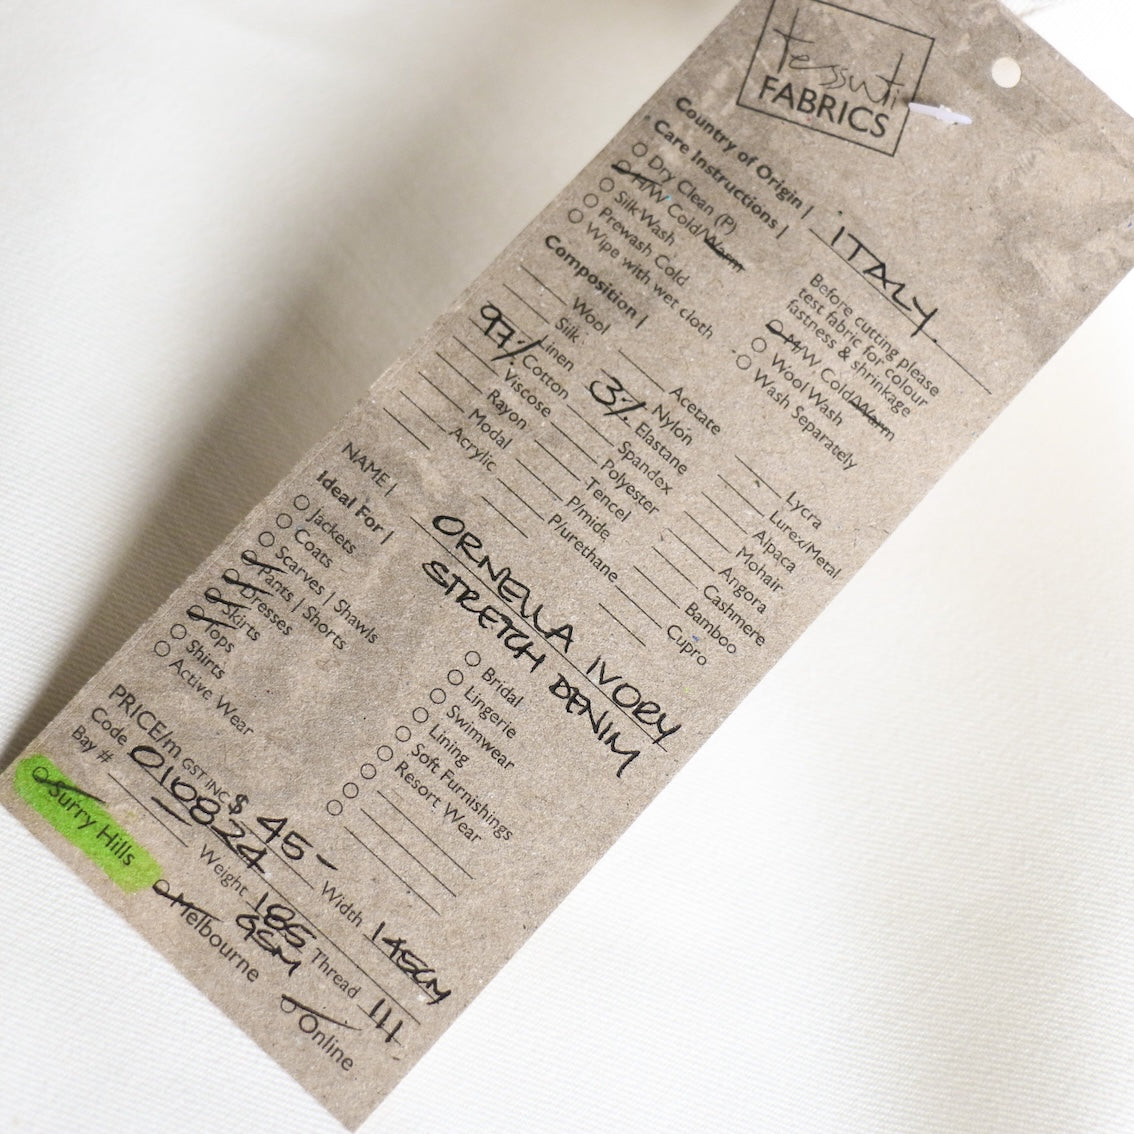 tessuti
FABRICS
Country of Origin | ITALY.
Care Instructions |
Dry Clean (P)
H/W Cold/Warm
Silk Wash
Prewash Cold
Wipe with wet cloth
Before cutting please
test fabric for colour
fastness & shrinkage
M/W Cold/Warm
Wool Wash
Wash Separately
Composition |
Wool
Silk
Linen
97% Cotton
Viscose
Rayon
Modal
Acrylic
Acetate
Nylon
3% Elastane
Spandex
Polyester
Tencel
P/mide
P/urethane
Lycra
Lurex/Metal
Alpaca
Mohair
Angora
Cashmere
Bamboo
Cupro
NAME | ORNELLA IVORY
STRETCH DENIM
Ideal For |
Jackets
Coats
Scarves | Shawls
Pants | Shorts
Dresses
Skirts
Tops
Shirts
Active Wear
Bridal
Lingerie
Swimwear
Lining
Soft Furnishings
Resort Wear
PRICE/m GST INC $ 45- Width 145CM
Code 010824 Weight 185 GSM Thread 111
Bay #
Surry Hills
Melbourne
Online